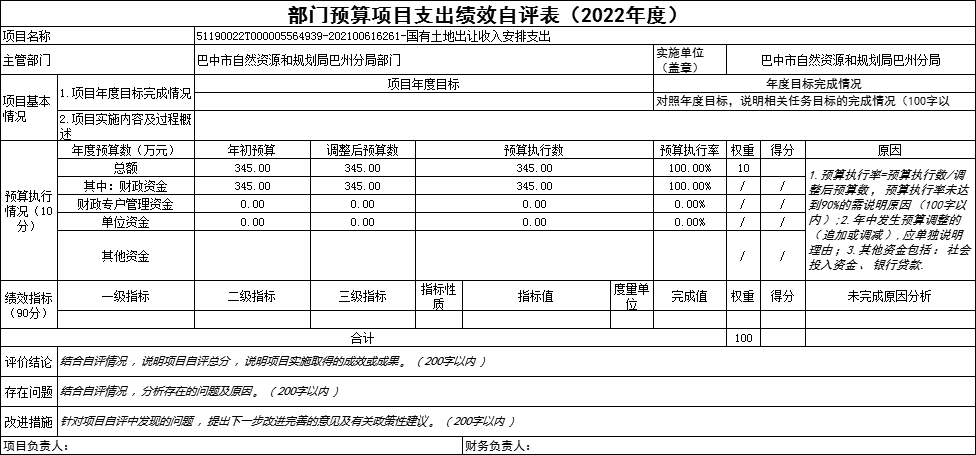 部门预算项目支出绩效自评表（2022年度）
项目名称 51190022T000005564939-202100616261-国有土地出让收入安排支出
主管部门 巴中市自然资源和规划局巴州分局部门 实施单位（盖章） 巴中市自然资源和规划局巴州分局
项目基本情况 1.项目年度目标完成情况 项目年度目标 年度目标完成情况
对照年度目标，说明相关任务目标的完成情况（100字以
2.项目实施内容及过程概述
预算执行情况（10分） 年度预算数（万元） 年初预算 调整后预算数 预算执行数 预算执行率 权重 得分 原因
总额 345.00 345.00 345.00 100.00% 10
其中：财政资金 345.00 345.00 345.00 100.00% / /
财政专户管理资金 0.00 0.00 0.00 0.00% / /
单位资金 0.00 0.00 0.00 0.00% / /
其他资金 / /
1.预算执行率=预算执行数/调整后预算数，预算执行率未达到90%的需说明原因（100字以内）;2.年中发生预算调整的（追加或调减）,应单独说明理由；3.其他资金包括：社会投入资金、银行贷款.
绩效指标（90分） 一级指标 二级指标 三级指标 指标性质 指标值 度量单位 完成值 权重 得分 未完成原因分析
合计 100
评价结论 结合自评情况，说明项目自评总分，说明项目实施取得的成效或成果。（200字以内）
存在问题 结合自评情况，分析存在的问题及原因。（200字以内）
改进措施 针对项目自评中发现的问题，提出下一步改进完善的意见及有关政策性建议。（200字以内）
项目负责人： 财务负责人：